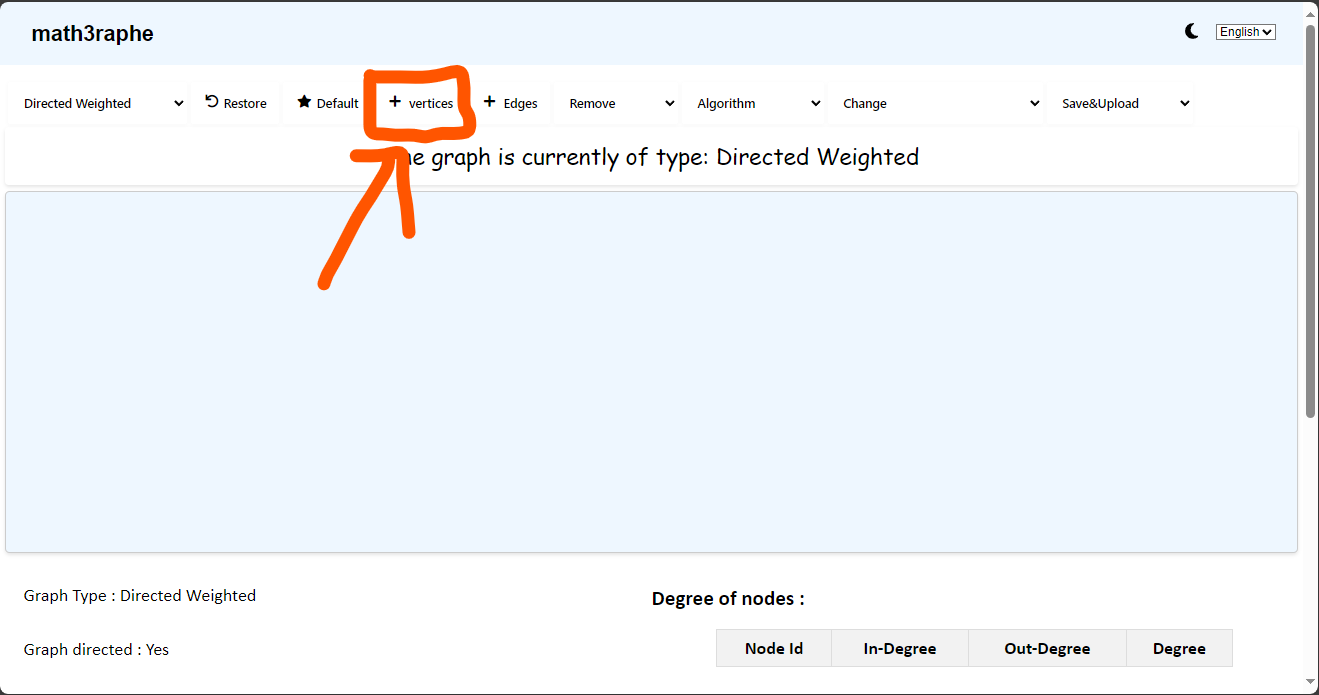 math3raphe
English
Directed Weighted Restore Default + vertices + Edges Remove Algorithm Change Save&Upload
graph is currently of type: Directed Weighted
Graph Type : Directed Weighted
Degree of nodes :
Graph directed : Yes
Node Id In-Degree Out-Degree Degree